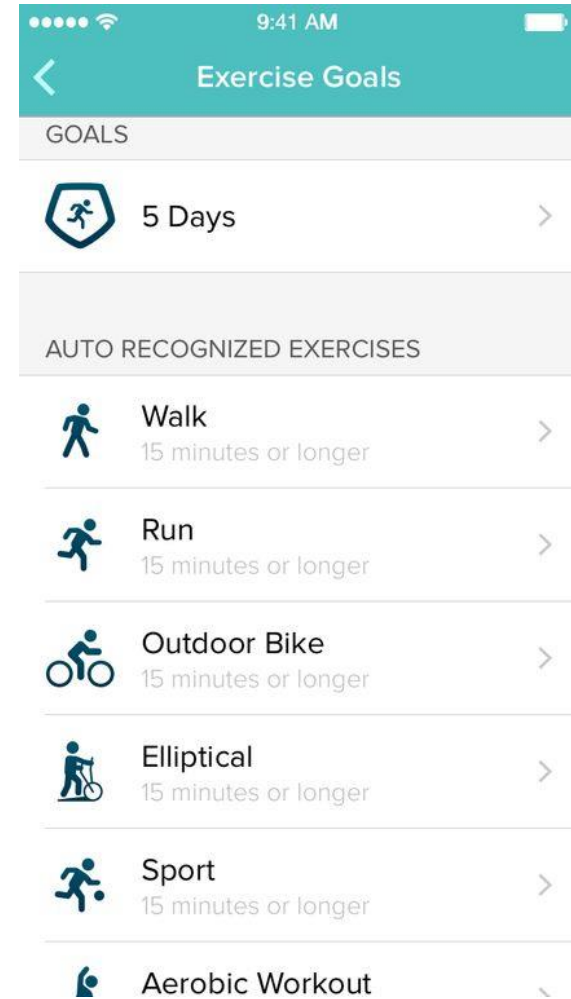 9:41 AM
Exercise Goals
GOALS
5 Days
AUTO RECOGNIZED EXERCISES
Walk
15 minutes or longer
Run
15 minutes or longer
Outdoor Bike
15 minutes or longer
Elliptical
15 minutes or longer
Sport
15 minutes or longer
Aerobic Workout